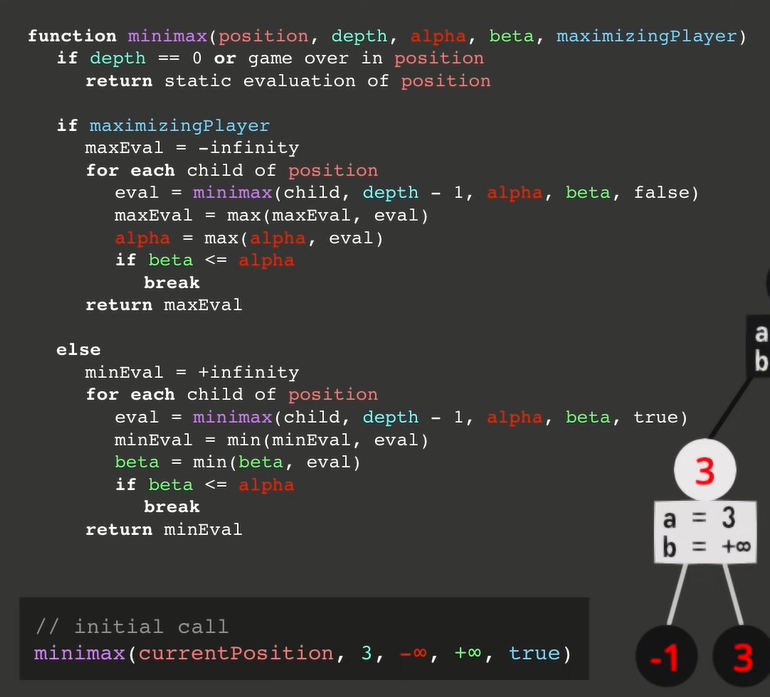 function minimax(position, depth, alpha, beta, maximizingPlayer)
if depth == 0 or game over in position
return static evaluation of position
if maximizingPlayer
maxEval = -infinity
for each child of position
eval = minimax(child, depth - 1, alpha, beta, false)
maxEval = max(maxEval, eval)
alpha = max(alpha, eval)
if beta <= alpha
break
return maxEval
else
minEval = +infinity
for each child of position
eval = minimax(child, depth - 1, alpha, beta, true)
minEval = min(minEval, eval)
beta = min(beta, eval)
if beta <= alpha
break
return minEval
// initial call
minimax(currentPosition, 3, -∞, +∞, true)
a
b
3
a = 3
b = +∞
-1
3